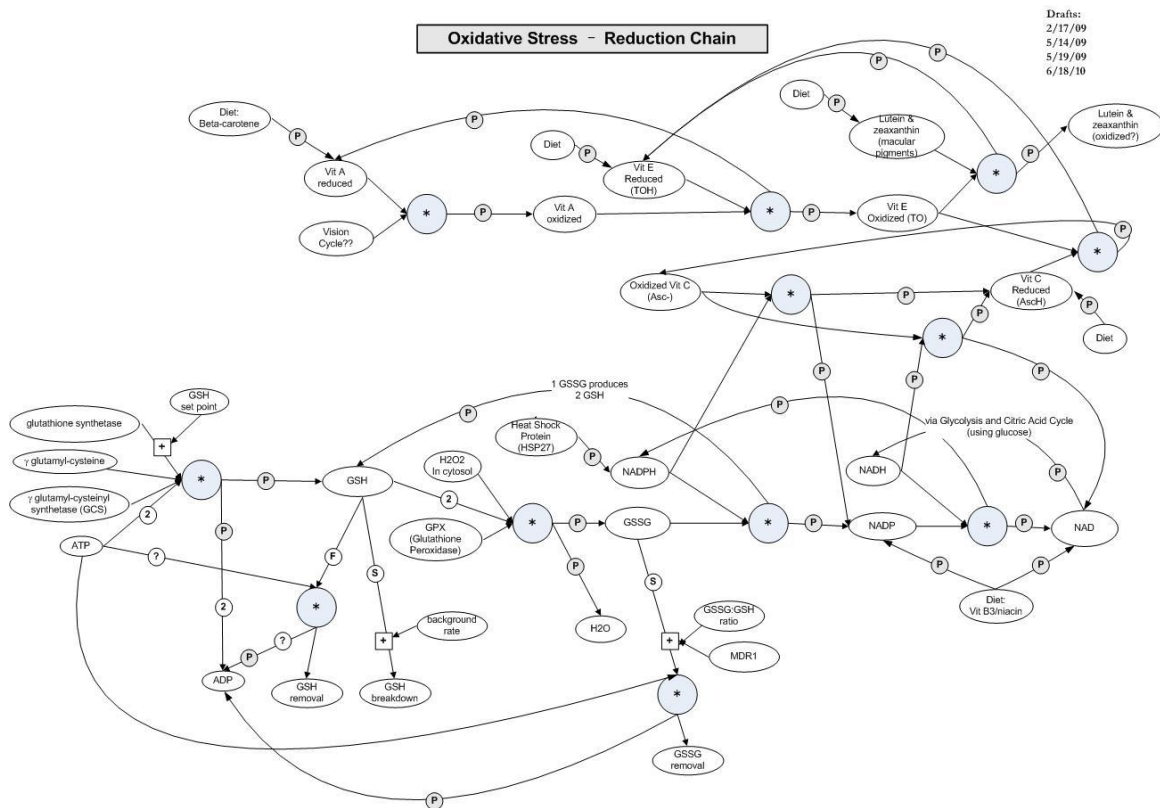 Oxidative Stress – Reduction Chain
Drafts:
2/17/09
5/14/09
5/19/09
6/18/10
P
P
P
Diet:
Beta-carotene
P
Vit A
reduced
Vision
Cycle??
*
P
Vit A
oxidized
Diet
P
Vit E
Reduced
(TOH)
*
P
Vit E
Oxidized (TO)
Diet
P
Lutein &
zeaxanthin
(macular
pigments)
*
P
Lutein &
zeaxanthin
(oxidized?)
*
P
Oxidized Vit C
(Asc-)
*
P
Vit C
Reduced
(AscH)
P
Diet
P
*
P
P
P
1 GSSG produces
2 GSH
P
P
via Glycolysis and Citric Acid Cycle
(using glucose)
P
GSH
set point
glutathione synthetase
+
γ glutamyl-cysteine
γ glutamyl-cysteinyl
synthetase (GCS)
*
2
P
GSH
ATP
?
P
2
F
*
?
P
ADP
GSH
removal
S
background
rate
+
GSH
breakdown
2
H2O2
In cytosol
GPX
(Glutathione
Peroxidase)
*
P
P
H2O
GSSG
Heat Shock
Protein
(HSP27)
P
NADPH
*
P
NADP
NADH
*
P
NAD
P
P
Diet:
Vit B3/niacin
S
GSSG:GSH
ratio
+
MDR1
*
GSSG
removal
P